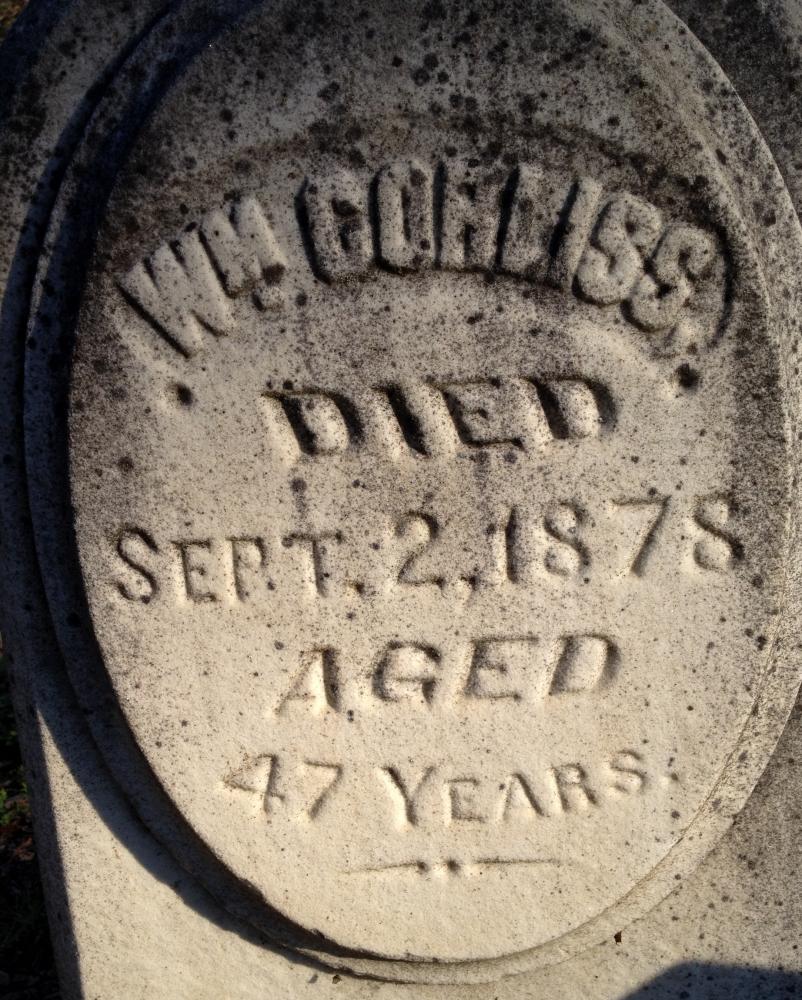 WM. CORLISS.
DIED
SEPT. 2, 1878
AGED
47 YEARS.